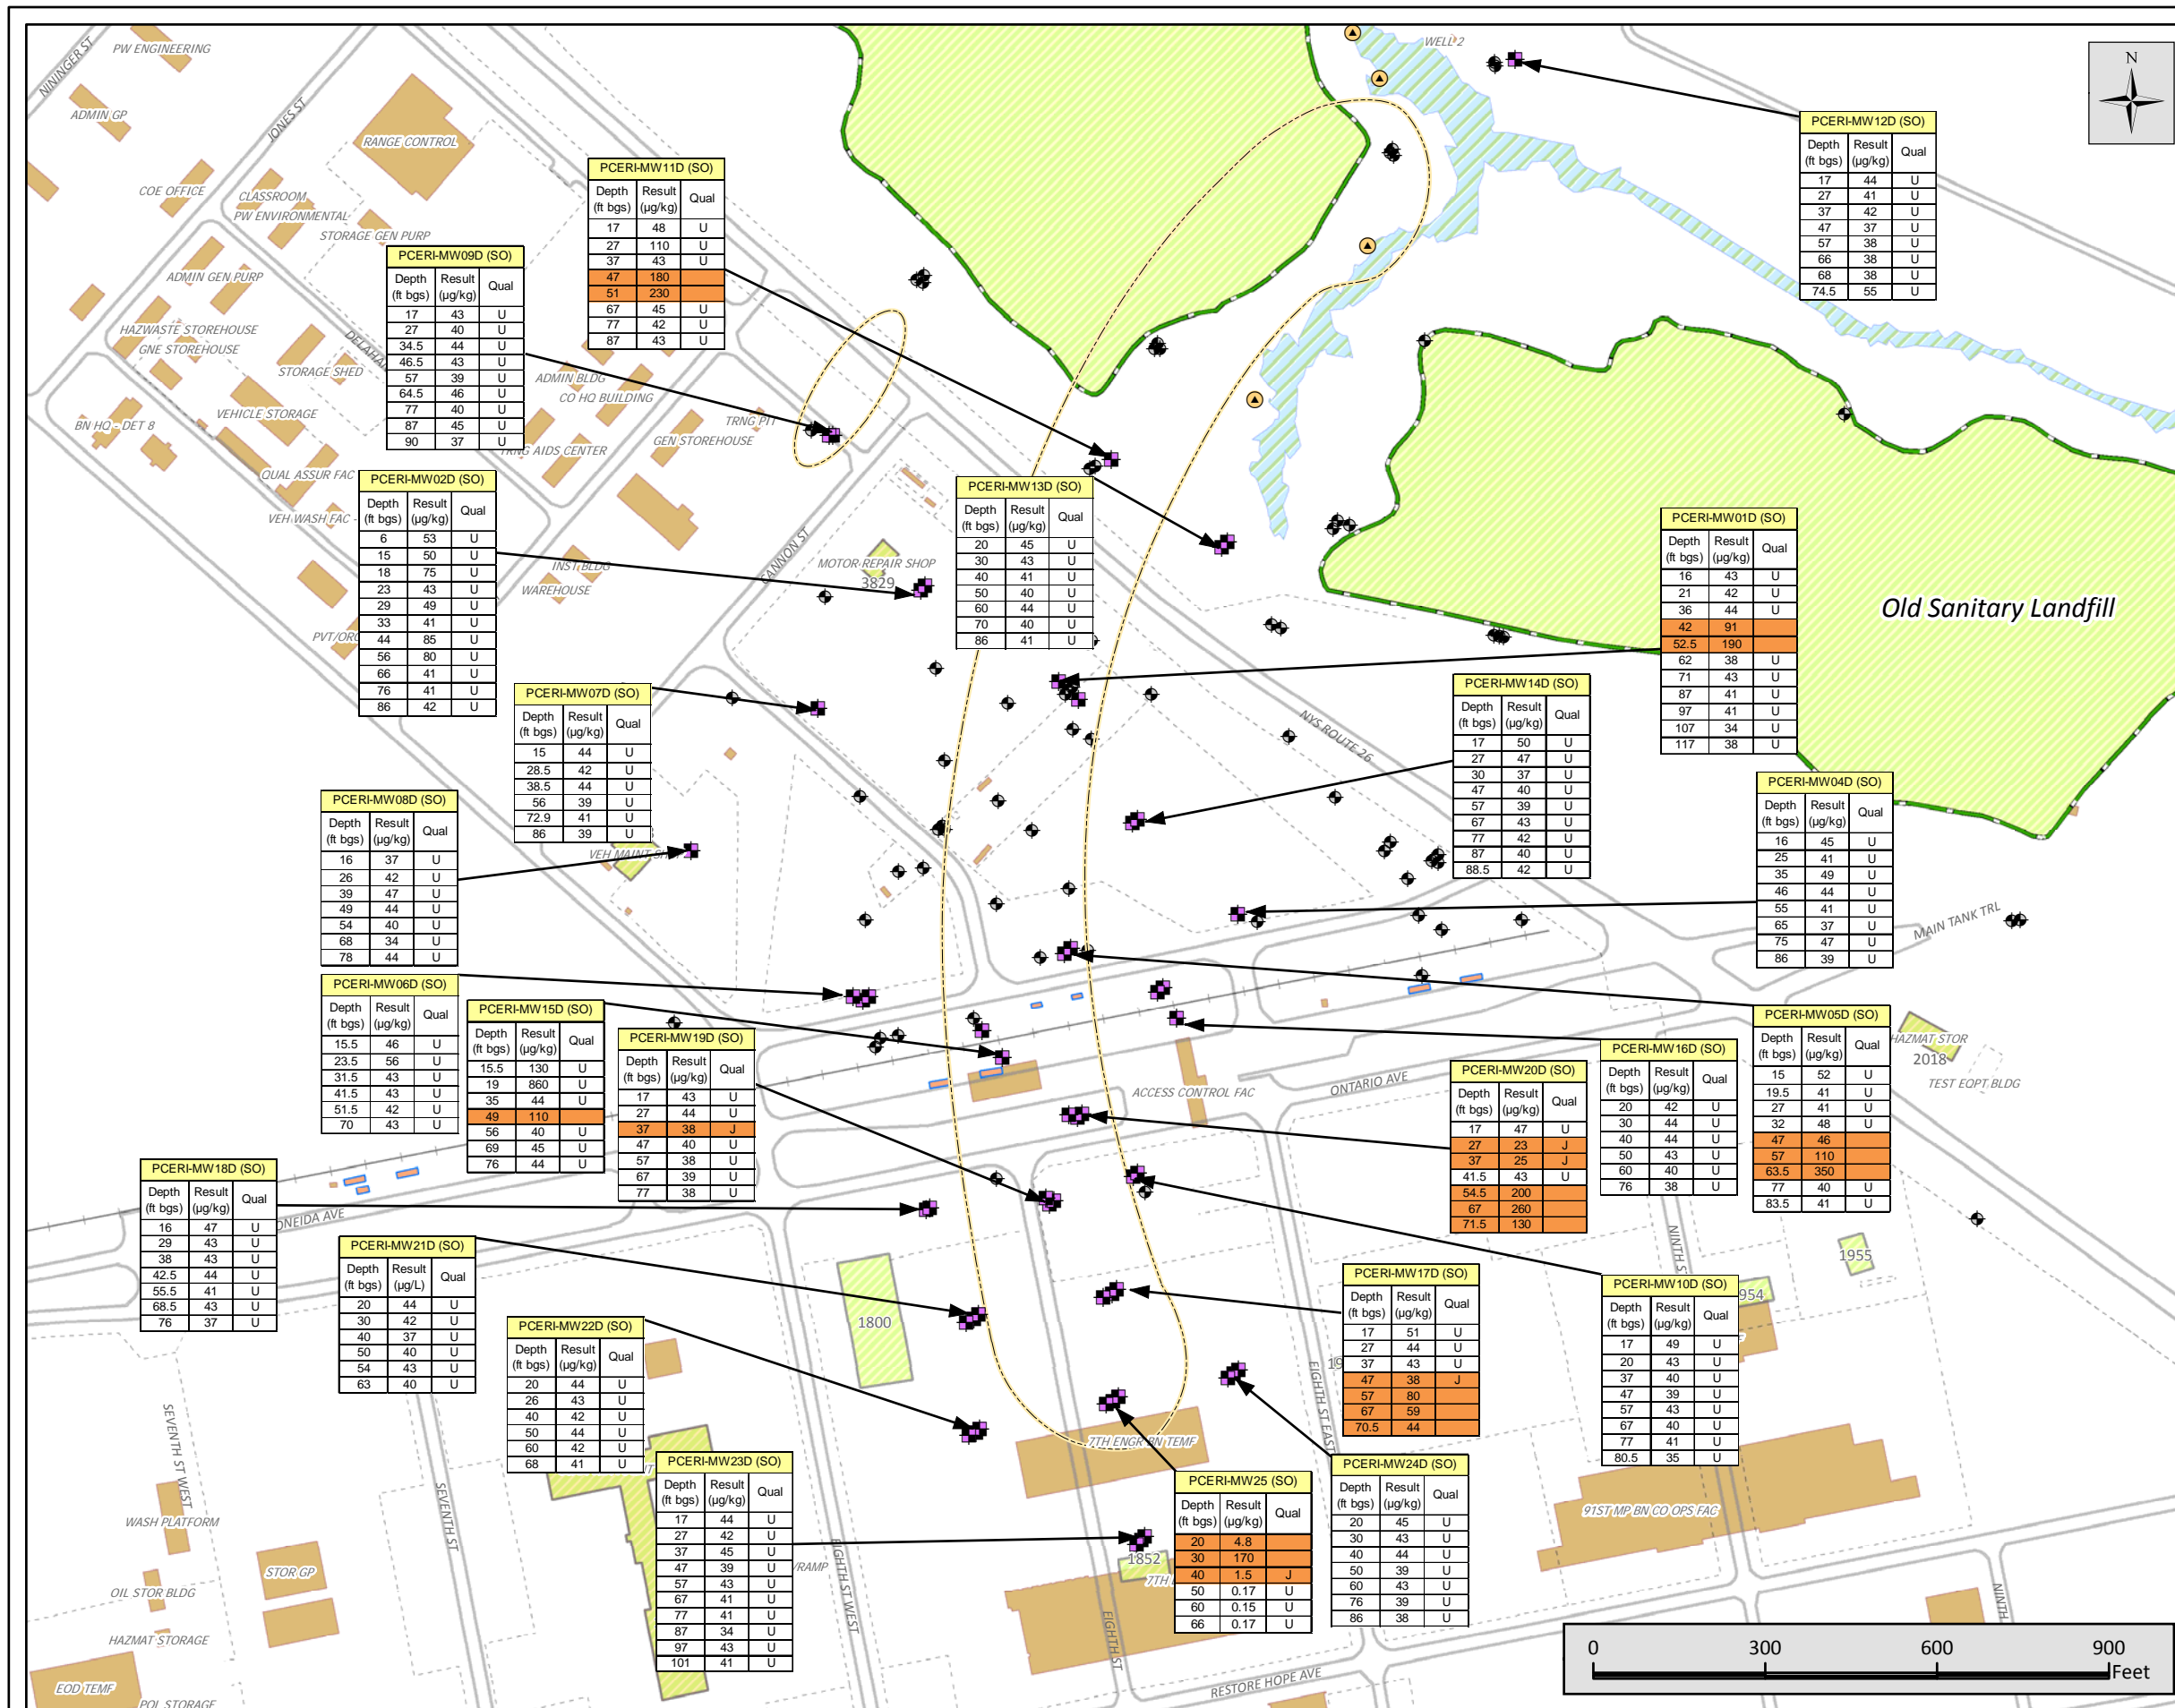 PW ENGINEERING
NININGER ST
ADMIN GP
JONES ST
RANGE CONTROL
COE OFFICE
CLASSROOM
PW ENVIRONMENTAL
STORAGE GEN PURP
ADMIN GEN PURP
HAZWASTE STOREHOUSE
GNE STOREHOUSE
STORAGE SHED
VEHICLE STORAGE
BN HQ - DET 8
QUAL ASSUR FAC
VEH WASH FAC
ADMIN BLDG
CO HQ BUILDING
TRNG PIT
GEN STOREHOUSE
TRNG AIDS CENTER
CANNON ST
MOTOR REPAIR SHOP
3829
INST BLDG
WAREHOUSE
WELL 2
N
PCERI-MW12D (SO)
Depth (ft bgs) Result (µg/kg) Qual
17 44 U
27 41 U
37 42 U
47 37 U
57 38 U
66 38 U
68 38 U
74.5 55 U
PCERI-MW11D (SO)
Depth (ft bgs) Result (µg/kg) Qual
17 48 U
27 110 U
37 43 U
47 180
51 230
67 45 U
77 42 U
87 43 U
PCERI-MW09D (SO)
Depth (ft bgs) Result (µg/kg) Qual
17 43 U
27 40 U
34.5 44 U
46.5 43 U
57 39 U
64.5 46 U
77 40 U
87 45 U
90 37 U
PCERI-MW02D (SO)
Depth (ft bgs) Result (µg/kg) Qual
6 53 U
15 50 U
18 75 U
23 43 U
29 49 U
33 41 U
44 85 U
56 80 U
66 41 U
76 41 U
86 42 U
PCERI-MW13D (SO)
Depth (ft bgs) Result (µg/kg) Qual
20 45 U
30 43 U
40 41 U
50 40 U
60 44 U
70 40 U
86 41 U
PCERI-MW01D (SO)
Depth (ft bgs) Result (µg/kg) Qual
16 43 U
21 42 U
36 44 U
42 91
52.5 190
62 38 U
71 43 U
87 41 U
97 41 U
107 34 U
117 38 U
Old Sanitary Landfill
PCERI-MW07D (SO)
Depth (ft bgs) Result (µg/kg) Qual
15 44 U
28.5 42 U
38.5 44 U
56 39 U
72.9 41 U
86 39 U
PCERI-MW14D (SO)
Depth (ft bgs) Result (µg/kg) Qual
17 50 U
27 47 U
30 37 U
47 40 U
57 39 U
67 43 U
77 42 U
87 40 U
88.5 42 U
NYS ROUTE 26
PCERI-MW08D (SO)
Depth (ft bgs) Result (µg/kg) Qual
16 37 U
26 42 U
39 47 U
49 44 U
54 40 U
68 34 U
78 44 U
VEH MAINT
PCERI-MW04D (SO)
Depth (ft bgs) Result (µg/kg) Qual
16 45 U
25 41 U
35 49 U
46 44 U
55 41 U
65 37 U
75 47 U
86 39 U
MAIN TANK TRL
PCERI-MW06D (SO)
Depth (ft bgs) Result (µg/kg) Qual
15.5 46 U
23.5 56 U
31.5 43 U
41.5 43 U
51.5 42 U
70 43 U
PCERI-MW15D (SO)
Depth (ft bgs) Result (µg/kg) Qual
15.5 130 U
19 860 U
35 44 U
49 110
56 40 U
69 45 U
76 44 U
PCERI-MW19D (SO)
Depth (ft bgs) Result (µg/kg) Qual
17 43 U
27 44 U
37 38 J
47 40 U
57 38 U
67 39 U
77 38 U
ACCESS CONTROL FAC
ONTARIO AVE
PCERI-MW20D (SO)
Depth (ft bgs) Result (µg/kg) Qual
17 47 U
27 23 J
37 25 J
41.5 43 U
54.5 200
67 260
71.5 130
PCERI-MW16D (SO)
Depth (ft bgs) Result (µg/kg) Qual
20 42 U
30 44 U
40 44 U
50 43 U
60 40 U
76 38 U
PCERI-MW05D (SO)
Depth (ft bgs) Result (µg/kg) Qual
15 52 U
19.5 41 U
27 41 U
32 48 U
47 46
57 110
63.5 350
77 40 U
83.5 41 U
HAZMAT STOR
2018
TEST EQPT BLDG
PCERI-MW18D (SO)
Depth (ft bgs) Result (µg/kg) Qual
16 47 U
29 43 U
38 43 U
42.5 44 U
55.5 41 U
68.5 43 U
76 37 U
ONEIDA AVE
PCERI-MW21D (SO)
Depth (ft bgs) Result (µg/L) Qual
20 44 U
30 42 U
40 37 U
50 40 U
54 43 U
63 40 U
PCERI-MW22D (SO)
Depth (ft bgs) Result (µg/kg) Qual
20 44 U
26 43 U
40 42 U
50 44 U
60 42 U
68 41 U
1800
PCERI-MW17D (SO)
Depth (ft bgs) Result (µg/kg) Qual
17 51 U
27 44 U
37 43 U
47 38 J
57 80
67 59
70.5 44
PCERI-MW10D (SO)
Depth (ft bgs) Result (µg/kg) Qual
17 49 U
20 43 U
37 40 U
47 39 U
57 43 U
67 40 U
77 41 U
80.5 35 U
1955
954
NINTH S
EIGHTH ST EAST
7TH ENGR BN TEMF
PCERI-MW23D (SO)
Depth (ft bgs) Result (µg/kg) Qual
17 44 U
27 42 U
37 45 U
47 39 U
57 43 U
67 41 U
77 41 U
87 34 U
97 43 U
101 41 U
PCERI-MW25 (SO)
Depth (ft bgs) Result (µg/kg) Qual
20 4.8
30 170
40 1.5 J
50 0.17 U
60 0.15 U
66 0.17 U
PCERI-MW24D (SO)
Depth (ft bgs) Result (µg/kg) Qual
20 45 U
30 43 U
40 44 U
50 39 U
60 43 U
76 39 U
86 38 U
91ST MP BN CO OPS FAC
SEVENTH ST WEST
SEVENTH ST
WASH PLATFORM
OIL STOR BLDG
STOR GP
HAZMAT STORAGE
EOD TEMF
POL STORAGE
/RAMP
EIGHTH ST WEST
1852
7TH
EIGHTH ST
RESTORE HOPE AVE
NINTH
0 300 600 900
Feet